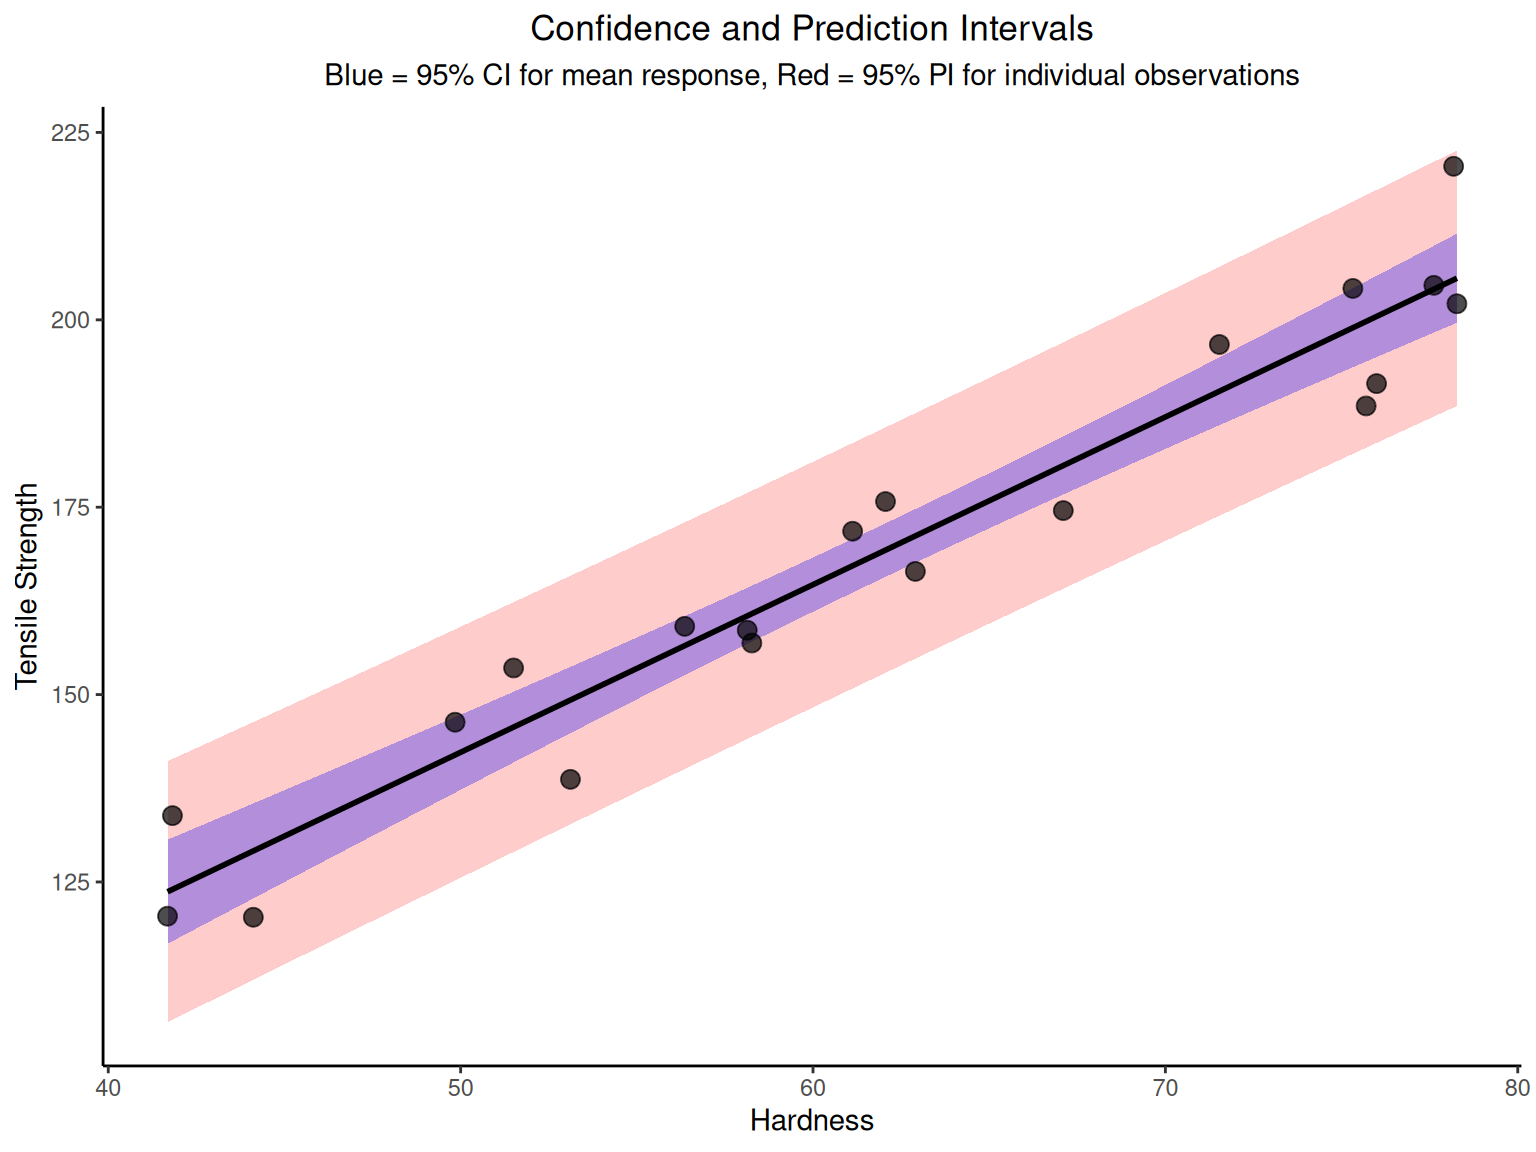 Confidence and Prediction Intervals
Blue = 95% CI for mean response, Red = 95% PI for individual observations
Tensile Strength
225
200
175
150
125
40 50 60 70 80
Hardness